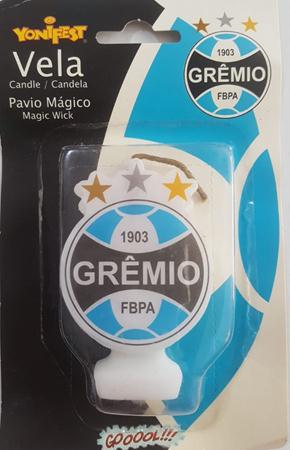 YONIFEST
Vela
Candle / Candela
Pavio Mágico
Magic Wick
1903
GRÊMIO
FBPA
1903
GRÊMIO
FBPA
GOOOOL!!!